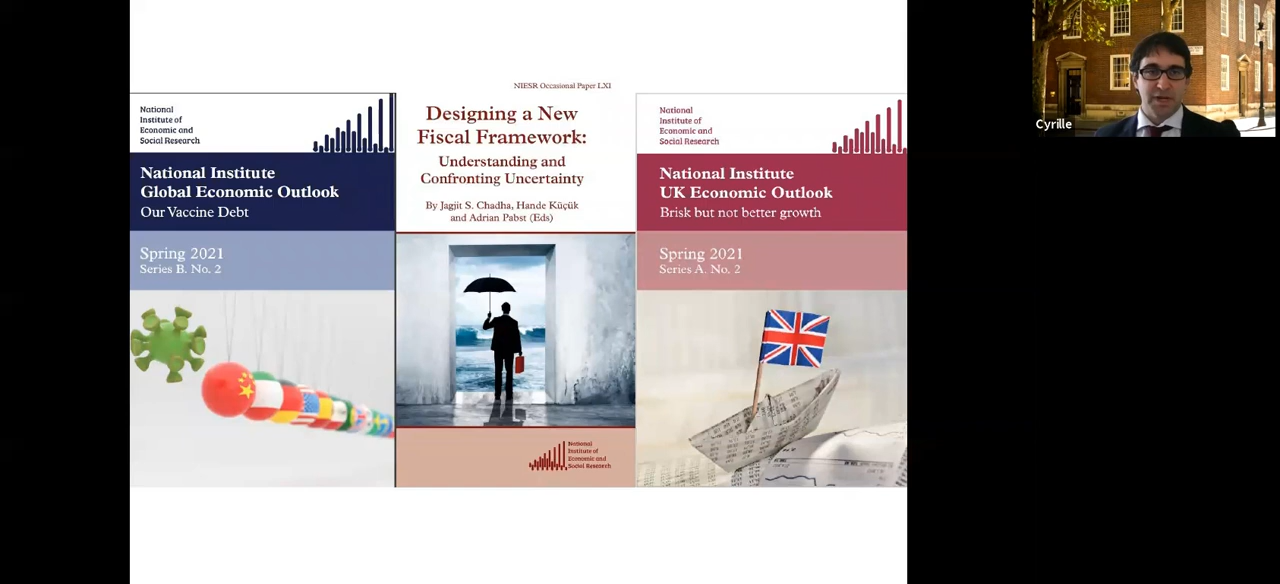 National
Institute of
Economic and
Social Research
National Institute
Global Economic Outlook
Our Vaccine Debt
Spring 2021
Series B. No. 2
NIESR Occasional Paper LXI
Designing a New
Fiscal Framework:
Understanding and
Confronting Uncertainty
By Jagjit S. Chadha, Hande Küçük
and Adrian Pabst (Eds)
National
Institute of
Economic and
Social Research
National
Institute of
Economic and
Social Research
National Institute
UK Economic Outlook
Brisk but not better growth
Spring 2021
Series A. No. 2
Cyrille